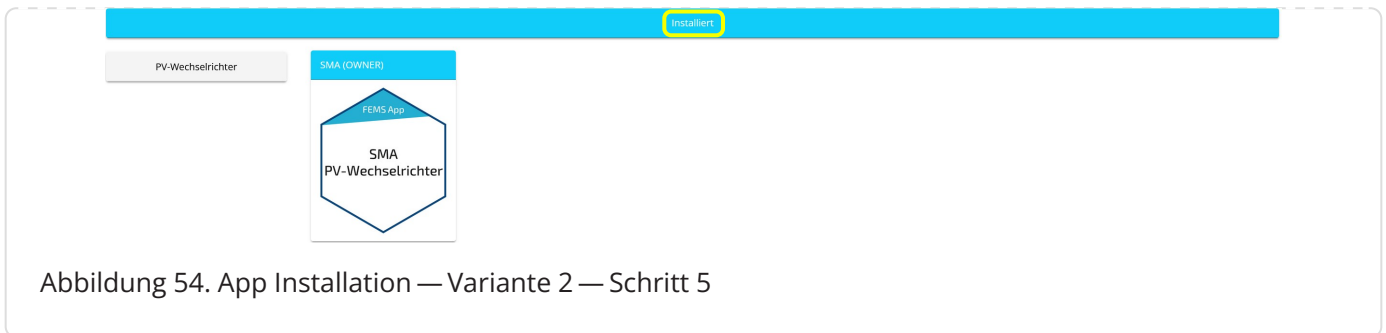 Installiert
PV-Wechselrichter
SMA (OWNER)
FEMS App
SMA
PV-Wechselrichter
Abbildung 54. App Installation — Variante 2 — Schritt 5